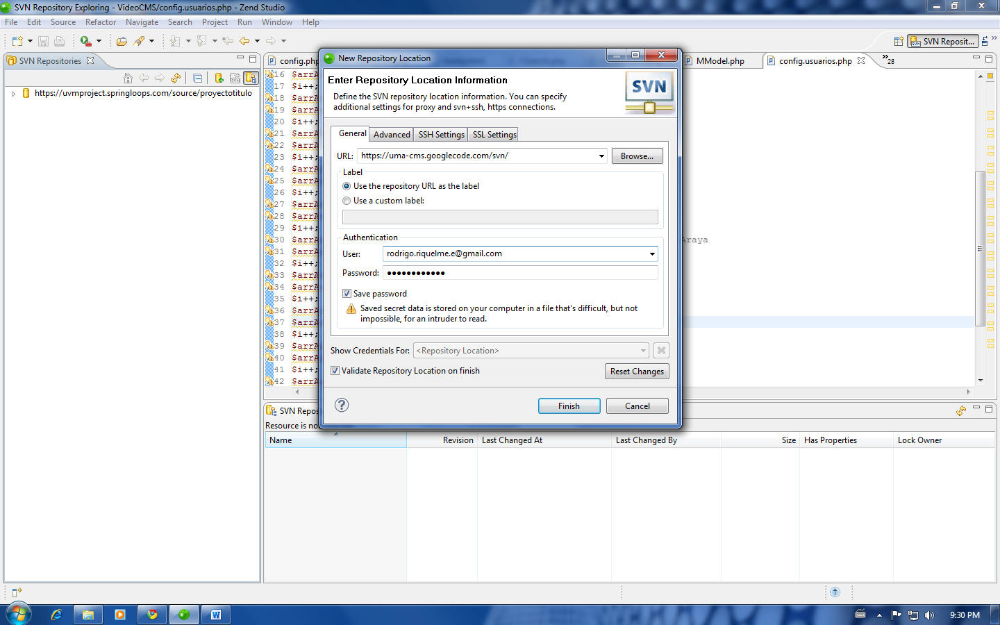 SVN Repository Exploring - VideoCMS/config.usuarios.php - Zend Studio
File Edit Source Refactor Navigate Search Project Run Window Help
SVN Reposit...
SVN Repositories
https://uvmproject.springloops.com/source/proyectotitulo
config.php
MModel.php
config.usuarios.php
28
16 $arrA
17 $i++;
18 $arrA
19 $arrA
20 $i++;
21 $arrA
22 $arrA
23 $i++;
24 $arrA
25 $arrA
26 $i++;
27 $arrA
28 $arrA
29 $i++;
30 $arrA Araya
31 $arrA
32 $i++;
33 $arrA
34 $arrA
35 $i++;
36 $arrA
37 $arrA
38 $i++;
39 $arrA
40 $arrA
41 $i++;
42 $arrA
New Repository Location
Enter Repository Location Information
Define the SVN repository location information. You can specify
additional settings for proxy and svn+ssh, https connections.
SVN
General Advanced SSH Settings SSL Settings
URL: https://uma-cms.googlecode.com/svn/ Browse...
Label
Use the repository URL as the label
Use a custom label:
Authentication
User: rodrigo.riquelme.e@gmail.com
Password: ●●●●●●●●●●●●
Save password
Saved secret data is stored on your computer in a file that's difficult, but not
impossible, for an intruder to read.
Show Credentials For: <Repository Location>
Validate Repository Location on finish Reset Changes
Finish Cancel
SVN Repos
Resource is no
Name Revision Last Changed At Last Changed By Size Has Properties Lock Owner
9:30 PM